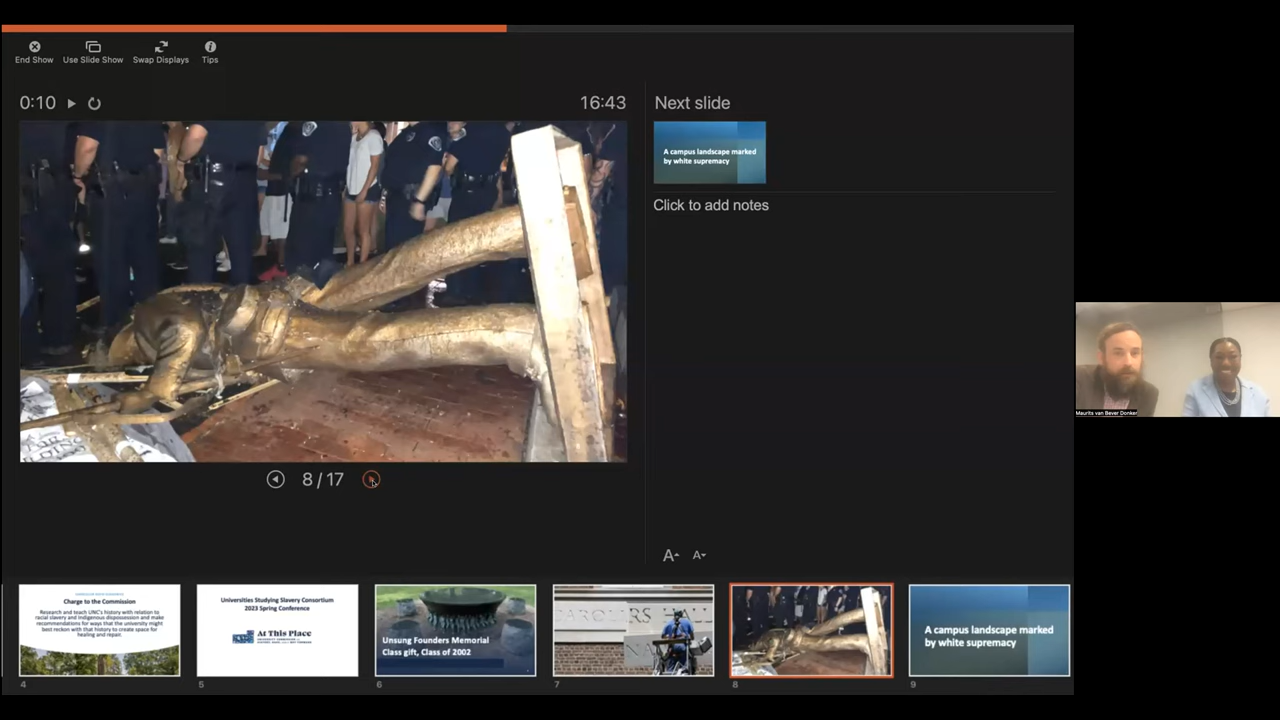 End Show
Use Slide Show
Swap Displays
Tips
0:10
16:43
Next slide
A campus landscape marked
by white supremacy
Click to add notes
8 / 17
A
A
Charge to the Commission
Research and teach UNC's history with relation to
racial slavery and Indigenous dispossession and make
recommendations for ways that the university might
best reckon with that history to create space for
healing and repair.
4
Universities Studying Slavery Consortium
2023 Spring Conference
At This Place
5
Unsung Founders Memorial
Class gift, Class of 2002
6
7
8
A campus landscape marked
by white supremacy
9
Maurits van Bever Donker